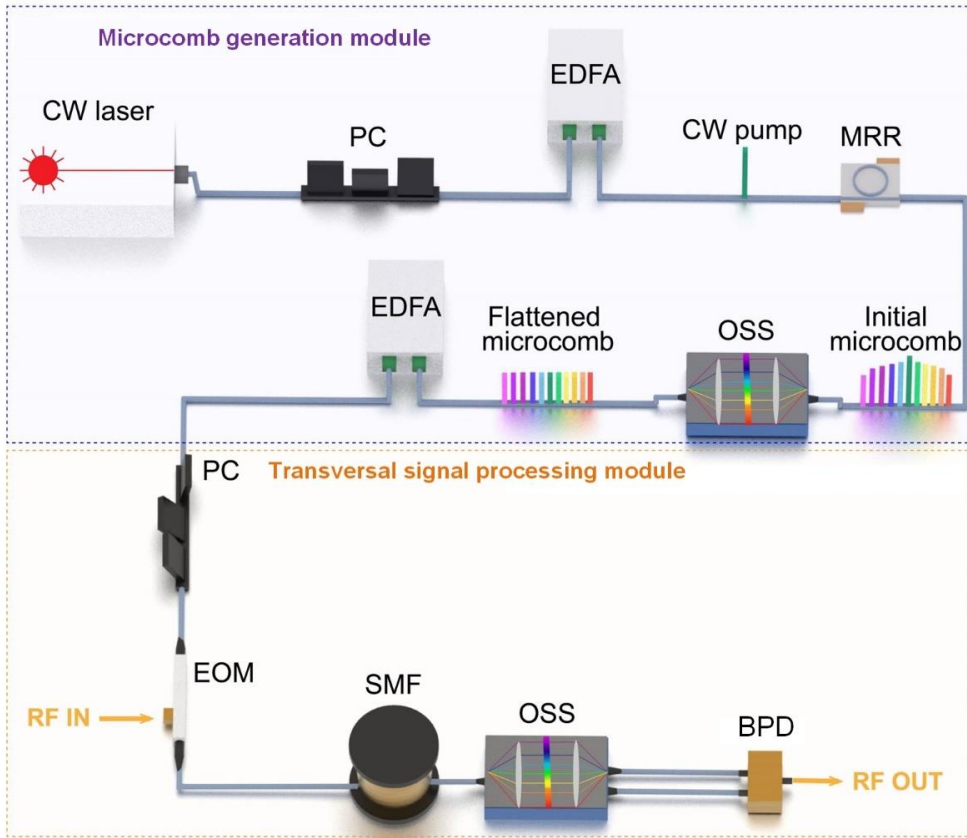 Microcomb generation module
CW laser
PC
EDFA
CW pump
MRR
EDFA
Flattened
microcomb
OSS
Initial
microcomb
PC
Transversal signal processing module
EOM
RF IN
SMF
OSS
BPD
RF OUT